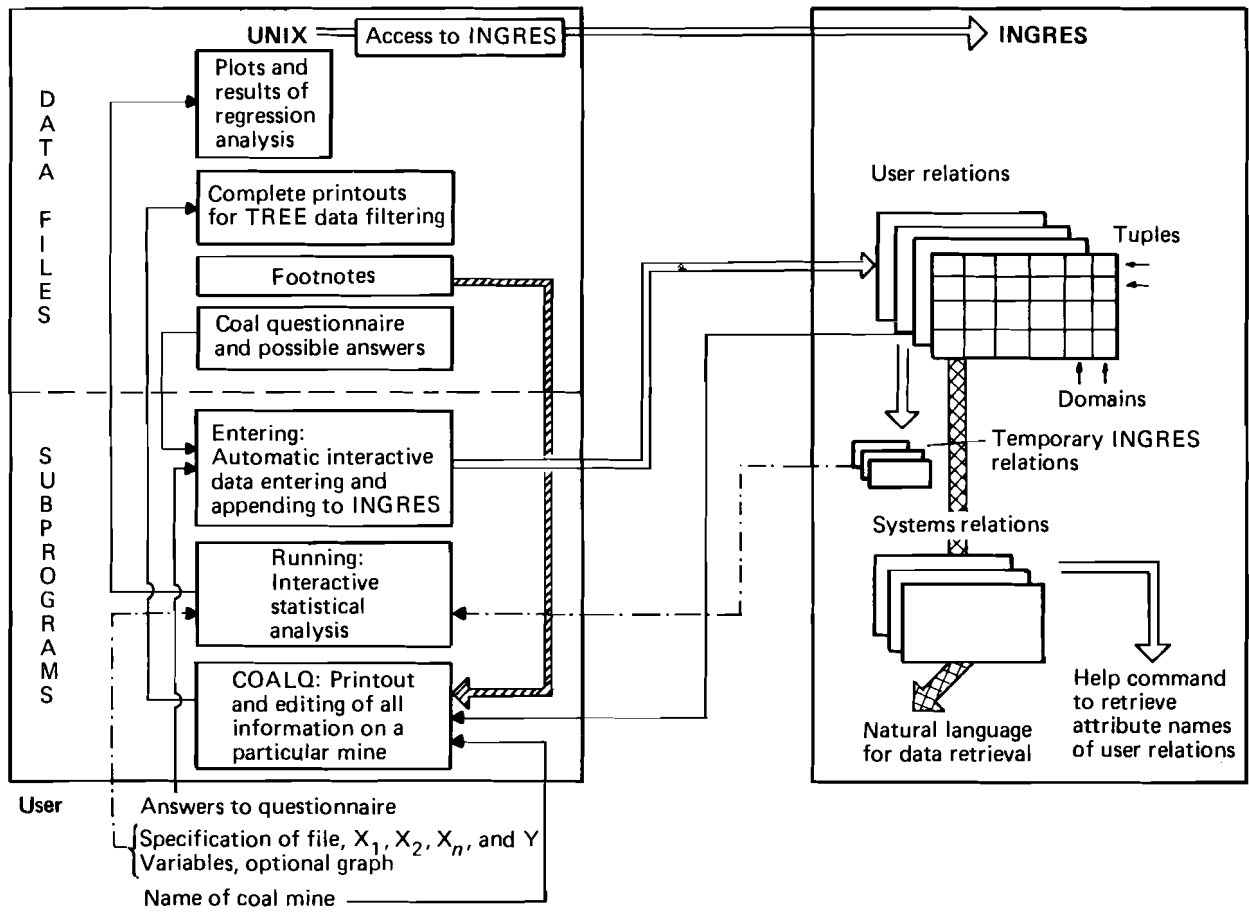 UNIX
Access to INGRES
INGRES
DATA FILES
Plots and
results of
regression
analysis
Complete printouts
for TREE data filtering
Footnotes
Coal questionnaire
and possible answers
SUBPROGRAMS
Entering:
Automatic interactive
data entering and
appending to INGRES
Running:
Interactive
statistical
analysis
COALQ: Printout
and editing of all
information on a
particular mine
User relations
Tuples
Domains
Temporary INGRES
relations
Systems relations
Natural language
for data retrieval
Help command
to retrieve
attribute names
of user relations
User
Answers to questionnaire
Specification of file, X1, X2, Xn, and Y
Variables, optional graph
Name of coal mine